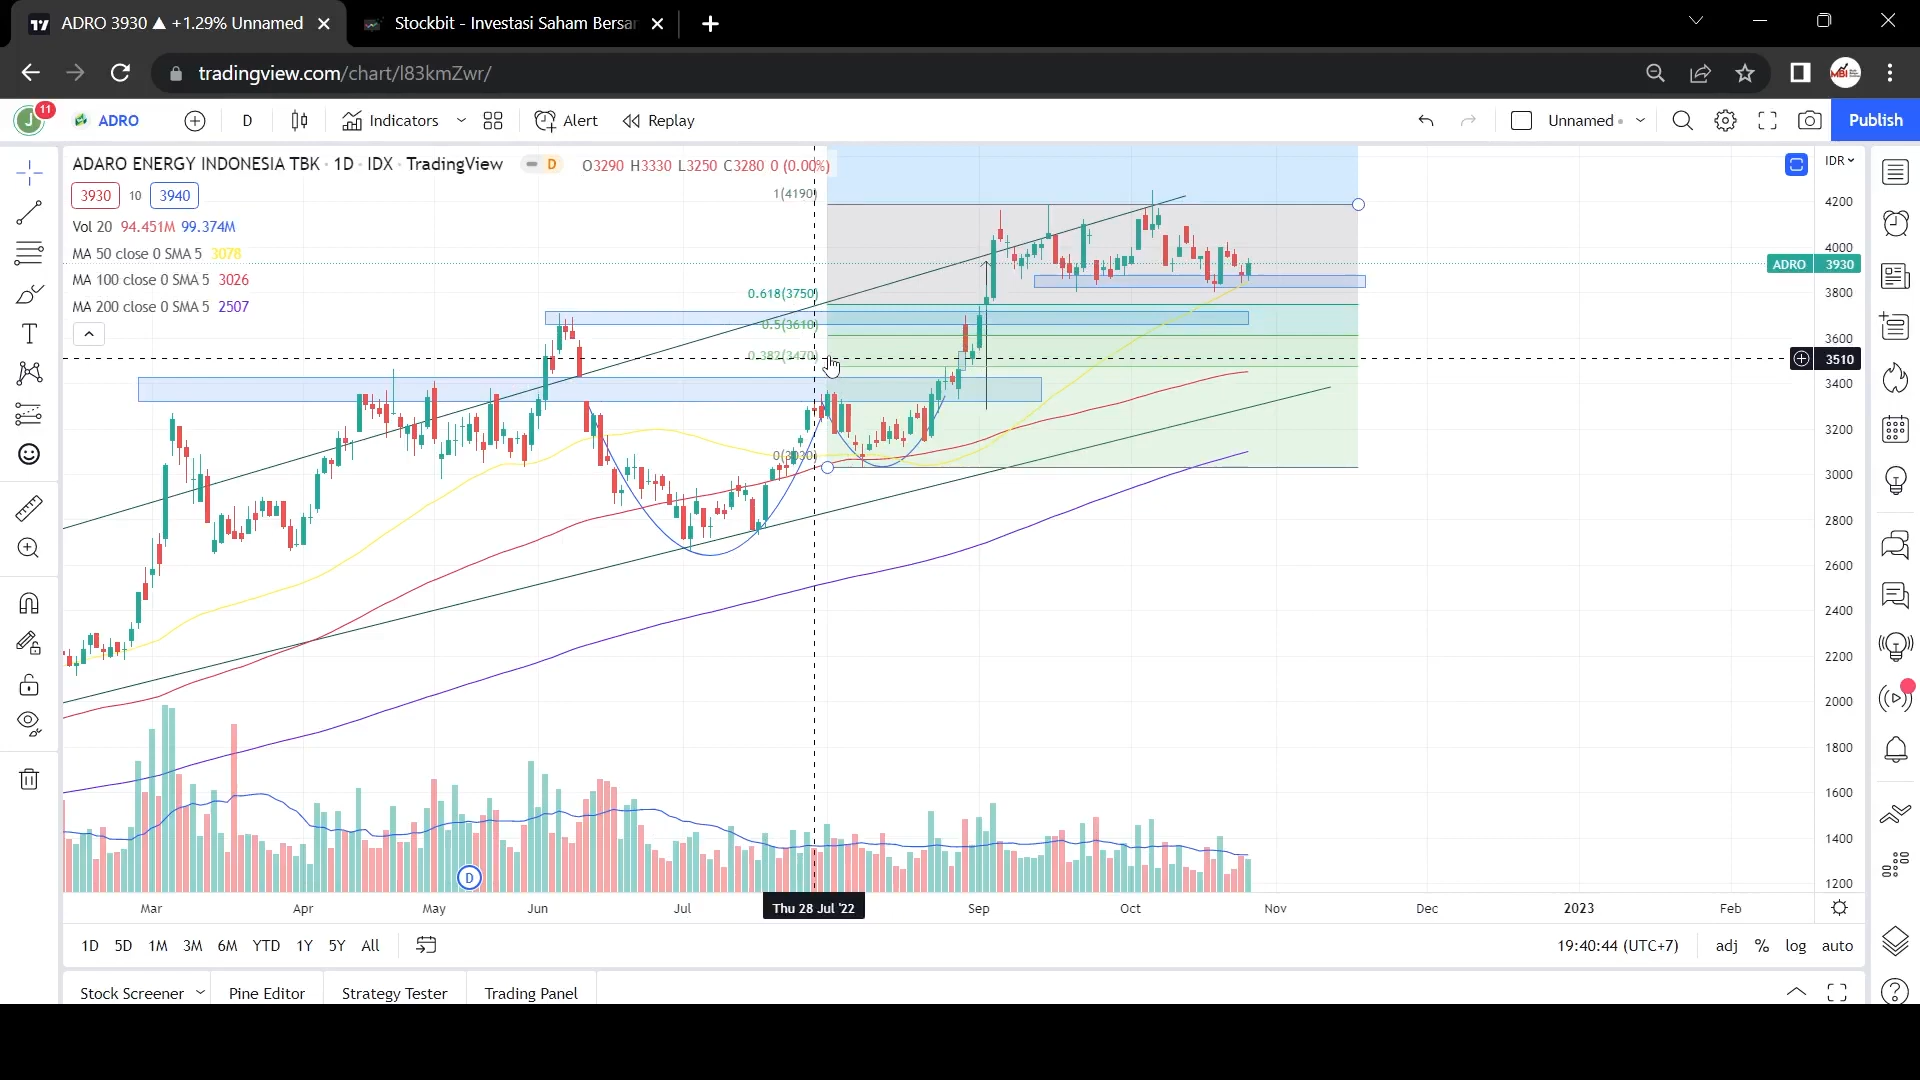 ADRO 3930 ▲ +1.29% Unnamed
Stockbit - Investasi Saham Bersar
tradingview.com/chart/l83kmZwr/
MBI
J
11
ADRO
D
Indicators
Alert
Replay
Unnamed
Publish
ADARO ENERGY INDONESIA TBK · 1D · IDX · TradingView
D
O3290 H3330 L3250 C3280 0 (0.00%)
IDR
3930 10 3940
Vol 20 94.451M 99.374M
MA 50 close 0 SMA 5 3078
MA 100 close 0 SMA 5 3026
MA 200 close 0 SMA 5 2507
1(4190)
0.618(3750)
0.5(3610)
0.382(3470)
0(3030)
4200
4000
ADRO 3930
3800
3600
3510
3400
3200
3000
2800
2600
2400
2200
2000
1800
1600
1400
1200
D
Mar Apr May Jun Jul Thu 28 Jul '22 Sep Oct Nov Dec 2023 Feb
1D 5D 1M 3M 6M YTD 1Y 5Y All
19:40:44 (UTC+7) adj % log auto
Stock Screener Pine Editor Strategy Tester Trading Panel